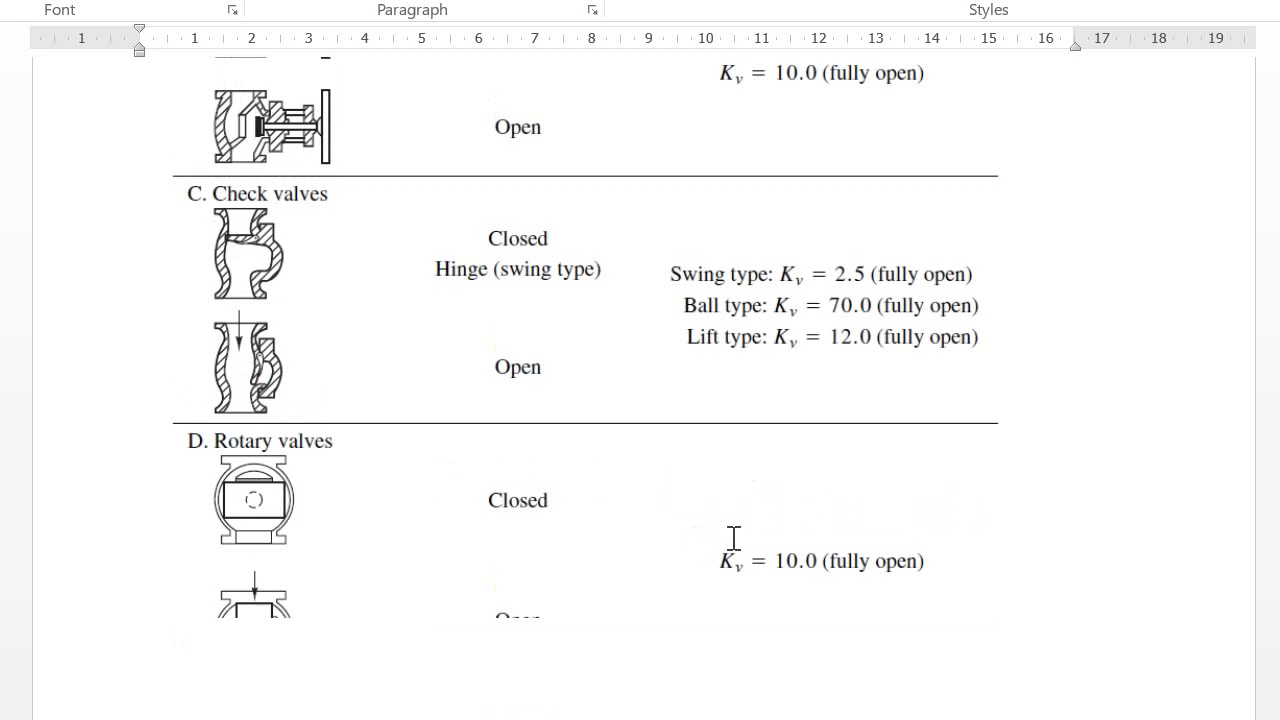 Font Paragraph Styles
1 1 2 3 4 5 6 7 8 9 10 11 12 13 14 15 16 17 18 19
Kv = 10.0 (fully open)
Open
C. Check valves
Closed
Hinge (swing type)
Swing type: Kv = 2.5 (fully open)
Ball type: Kv = 70.0 (fully open)
Lift type: Kv = 12.0 (fully open)
Open
D. Rotary valves
Closed
Kv = 10.0 (fully open)